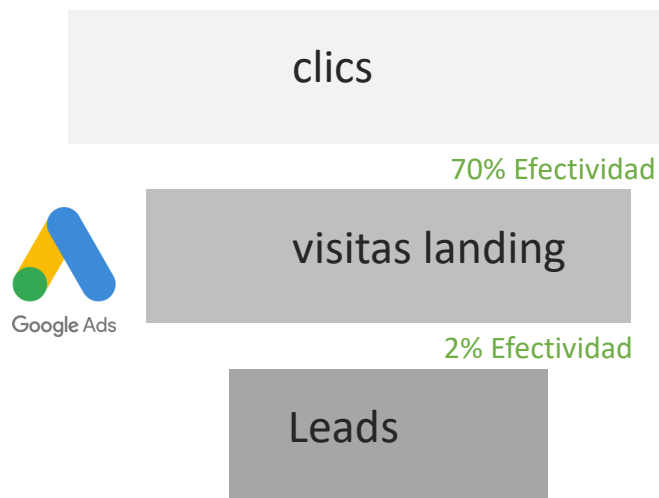 clics
70% Efectividad
visitas landing
Google Ads
2% Efectividad
Leads